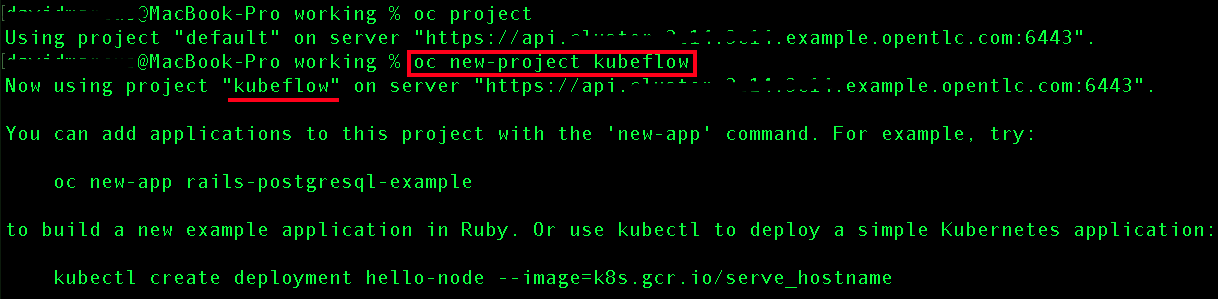 @MacBook-Pro working % oc project
Using project "default" on server "https://api. .example.opentlc.com:6443".
@MacBook-Pro working % oc new-project kubeflow
Now using project "kubeflow" on server "https://api. .example.opentlc.com:6443".
You can add applications to this project with the 'new-app' command. For example, try:
oc new-app rails-postgresql-example
to build a new example application in Ruby. Or use kubectl to deploy a simple Kubernetes application:
kubectl create deployment hello-node --image=k8s.gcr.io/serve_hostname